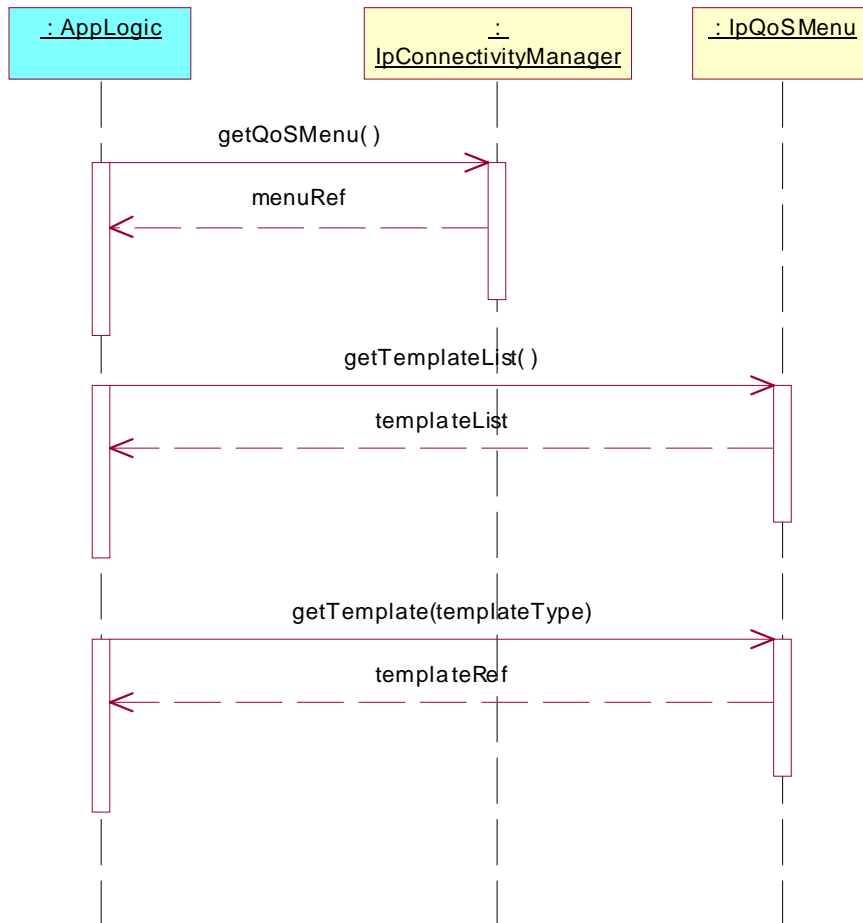 : AppLogic
:
IpConnectivityManager
: IpQoSMenu
getQoSMenu( )
menuRef
getTemplateList( )
templateList
getTemplate(templateType)
templateRef